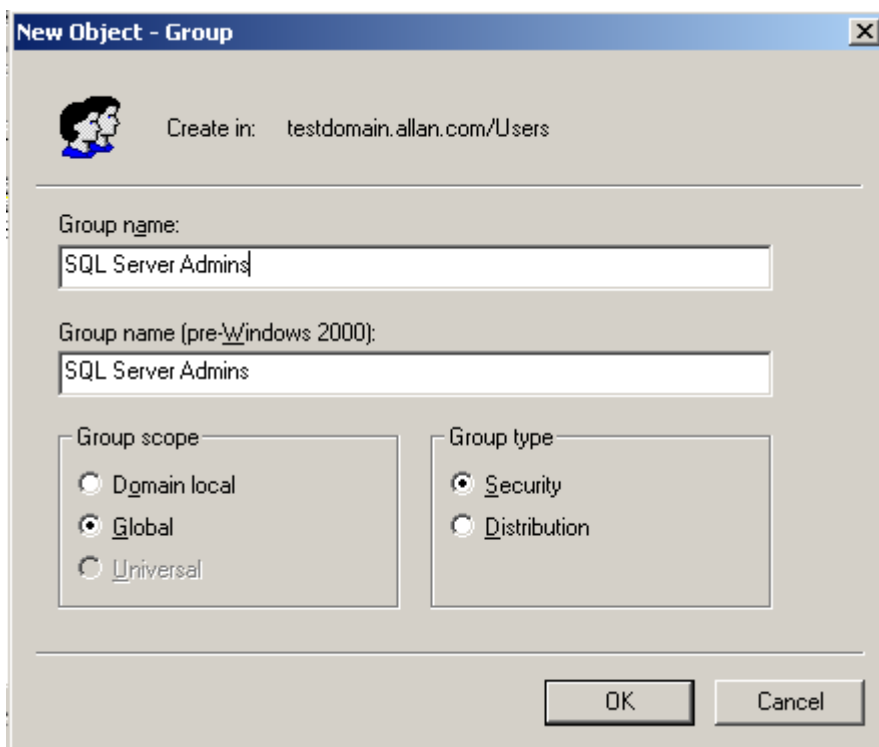 New Object - Group
Create in: testdomain.allan.com/Users
Group name:
SQL Server Admins
Group name (pre-Windows 2000):
SQL Server Admins
Group scope
Domain local
Global
Universal
Group type
Security
Distribution
OK Cancel